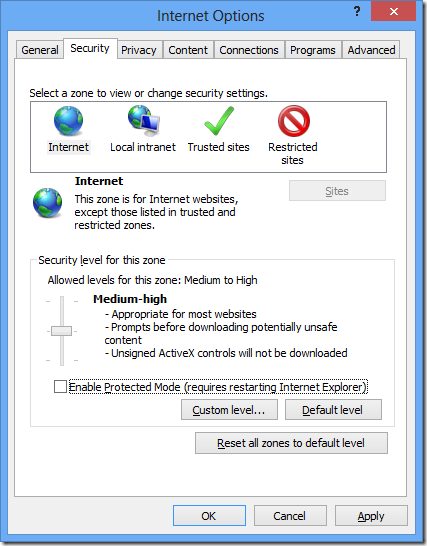 Internet Options
?
General Security Privacy Content Connections Programs Advanced
Select a zone to view or change security settings.
Internet Local intranet Trusted sites Restricted
sites
Internet
Sites
This zone is for Internet websites,
except those listed in trusted and
restricted zones.
Security level for this zone
Allowed levels for this zone: Medium to High
Medium-high
- Appropriate for most websites
- Prompts before downloading potentially unsafe
content
- Unsigned ActiveX controls will not be downloaded
Enable Protected Mode (requires restarting Internet Explorer)
Custom level... Default level
Reset all zones to default level
OK Cancel Apply